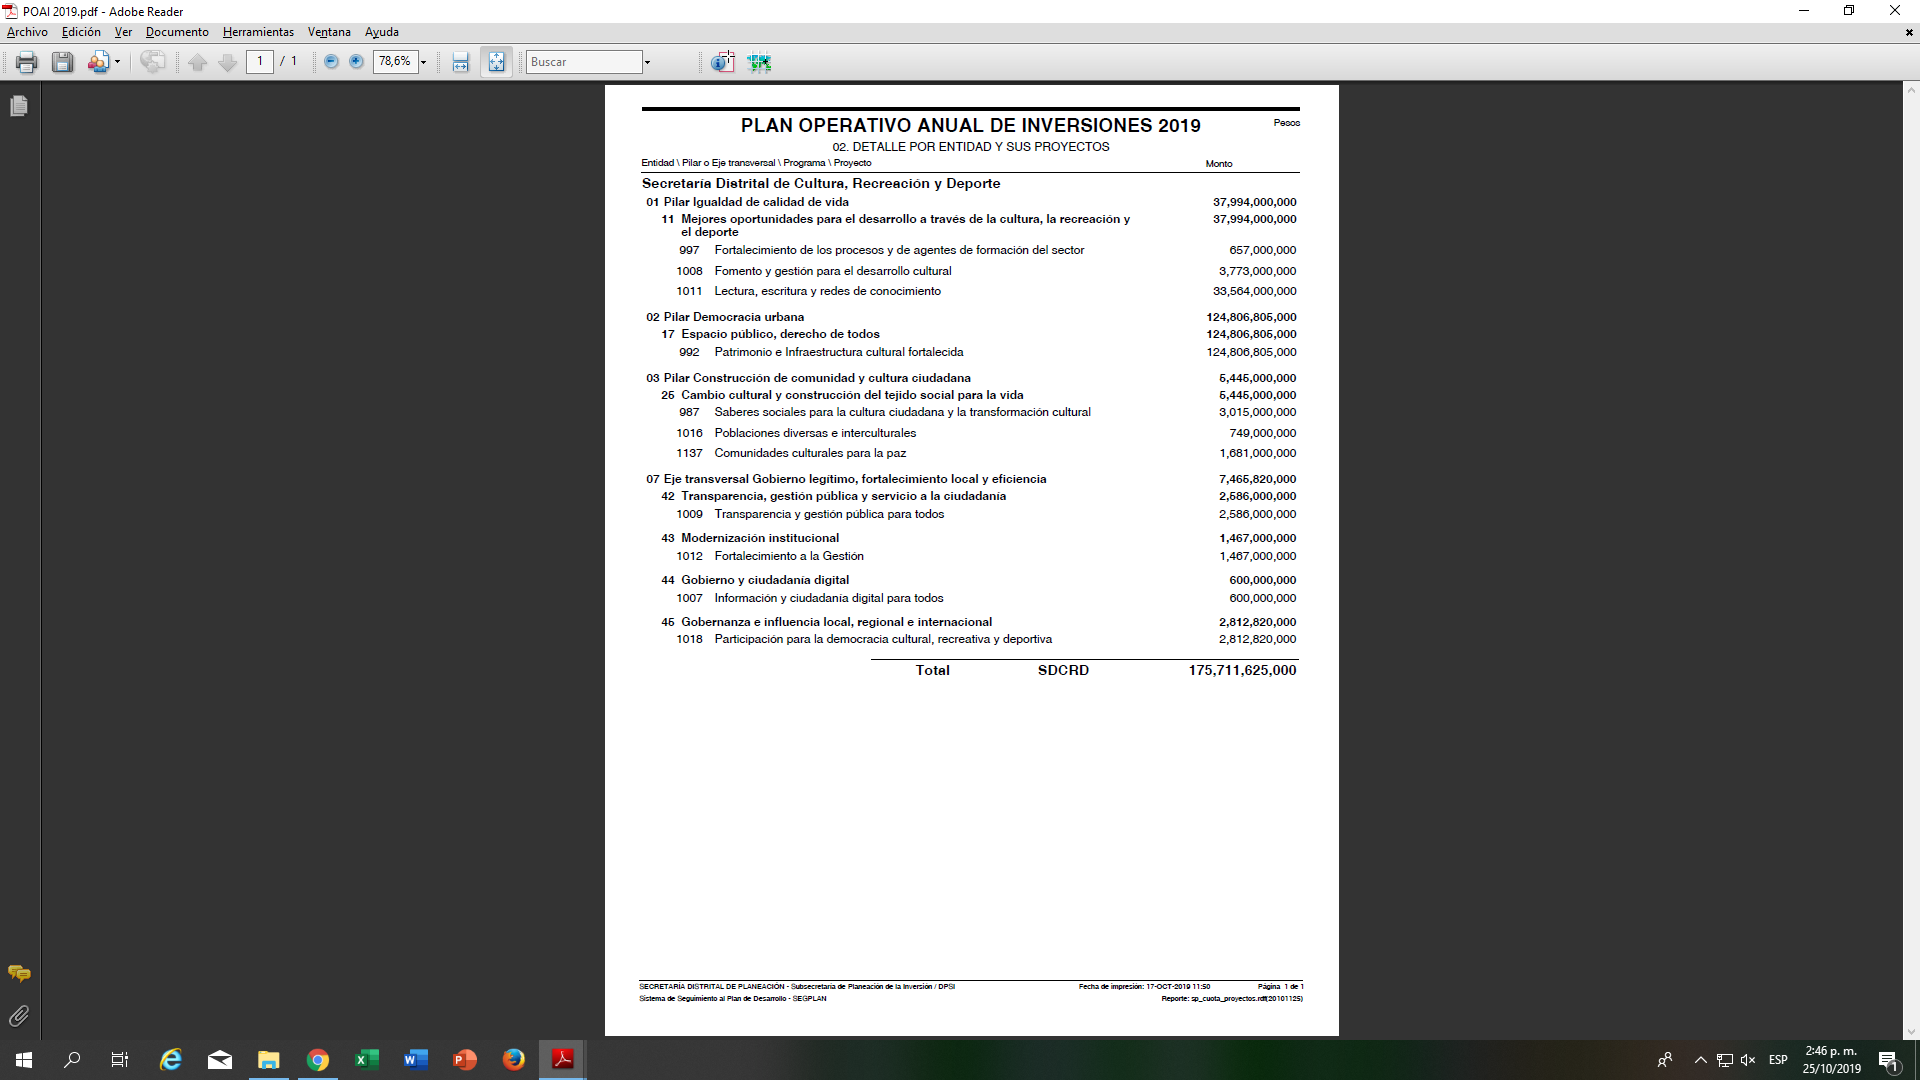 POAI 2019.pdf - Adobe Reader
Archivo Edición Ver Documento Herramientas Ventana Ayuda
1 / 1 78,6% Buscar
PLAN OPERATIVO ANUAL DE INVERSIONES 2019 Pesos
02. DETALLE POR ENTIDAD Y SUS PROYECTOS
Entidad \ Pilar o Eje transversal \ Programa \ Proyecto Monto
Secretaría Distrital de Cultura, Recreación y Deporte
01 Pilar Igualdad de calidad de vida 37,994,000,000
11 Mejores oportunidades para el desarrollo a través de la cultura, la recreación y 37,994,000,000
el deporte
997 Fortalecimiento de los procesos y de agentes de formación del sector 657,000,000
1008 Fomento y gestión para el desarrollo cultural 3,773,000,000
1011 Lectura, escritura y redes de conocimiento 33,564,000,000
02 Pilar Democracia urbana 124,806,805,000
17 Espacio público, derecho de todos 124,806,805,000
992 Patrimonio e Infraestructura cultural fortalecida 124,806,805,000
03 Pilar Construcción de comunidad y cultura ciudadana 5,445,000,000
25 Cambio cultural y construcción del tejido social para la vida 5,445,000,000
987 Saberes sociales para la cultura ciudadana y la transformación cultural 3,015,000,000
1016 Poblaciones diversas e interculturales 749,000,000
1137 Comunidades culturales para la paz 1,681,000,000
07 Eje transversal Gobierno legítimo, fortalecimiento local y eficiencia 7,465,820,000
42 Transparencia, gestión pública y servicio a la ciudadanía 2,586,000,000
1009 Transparencia y gestión pública para todos 2,586,000,000
43 Modernización institucional 1,467,000,000
1012 Fortalecimiento a la Gestión 1,467,000,000
44 Gobierno y ciudadanía digital 600,000,000
1007 Información y ciudadanía digital para todos 600,000,000
45 Gobernanza e influencia local, regional e internacional 2,812,820,000
1018 Participación para la democracia cultural, recreativa y deportiva 2,812,820,000
Total SDCRD 175,711,625,000
SECRETARÍA DISTRITAL DE PLANEACIÓN - Subsecretaría de Planeación de la Inversión / DPSI Fecha de impresión: 17-OCT-2019 11:50 Página 1 de 1
Sistema de Seguimiento al Plan de Desarrollo - SEGPLAN Reporte: sp_cuota_proyectos.rdf(20101125)
ESP 2:46 p. m.
25/10/2019 1